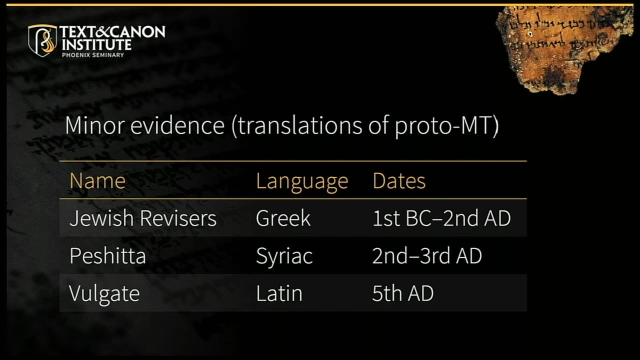 TEXT&CANON
INSTITUTE
PHOENIX SEMINARY
Minor evidence (translations of proto-MT)
Name Language Dates
Jewish Revisers Greek 1st BC–2nd AD
Peshitta Syriac 2nd–3rd AD
Vulgate Latin 5th AD